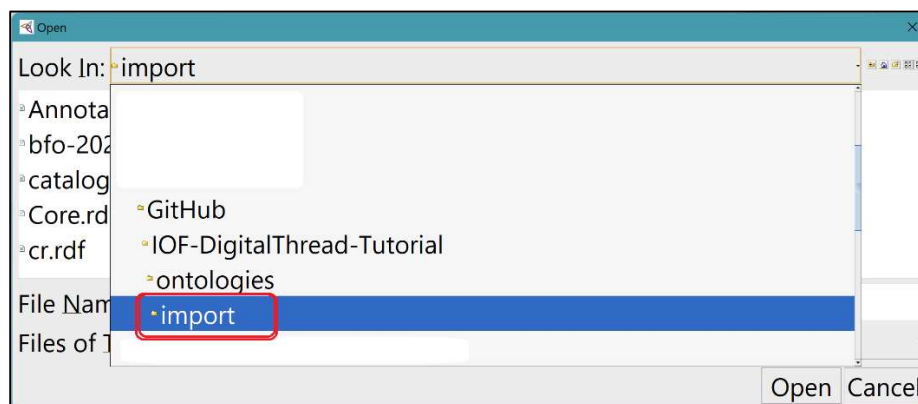 Open
Look In: import
Annota
bfo-202
catalog
Core.rd
cr.rdf
GitHub
IOF-DigitalThread-Tutorial
ontologies
import
File Nam
Files of T
Open Cancel